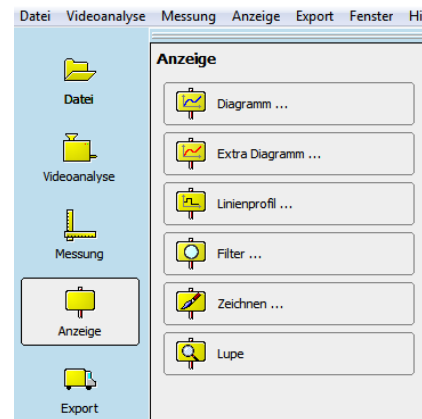 Datei Videoanalyse Messung Anzeige Export Fenster
Datei
Videoanalyse
Messung
Anzeige
Export
Anzeige
Diagramm ...
Extra Diagramm ...
Linienprofil ...
Filter ...
Zeichnen ...
Lupe